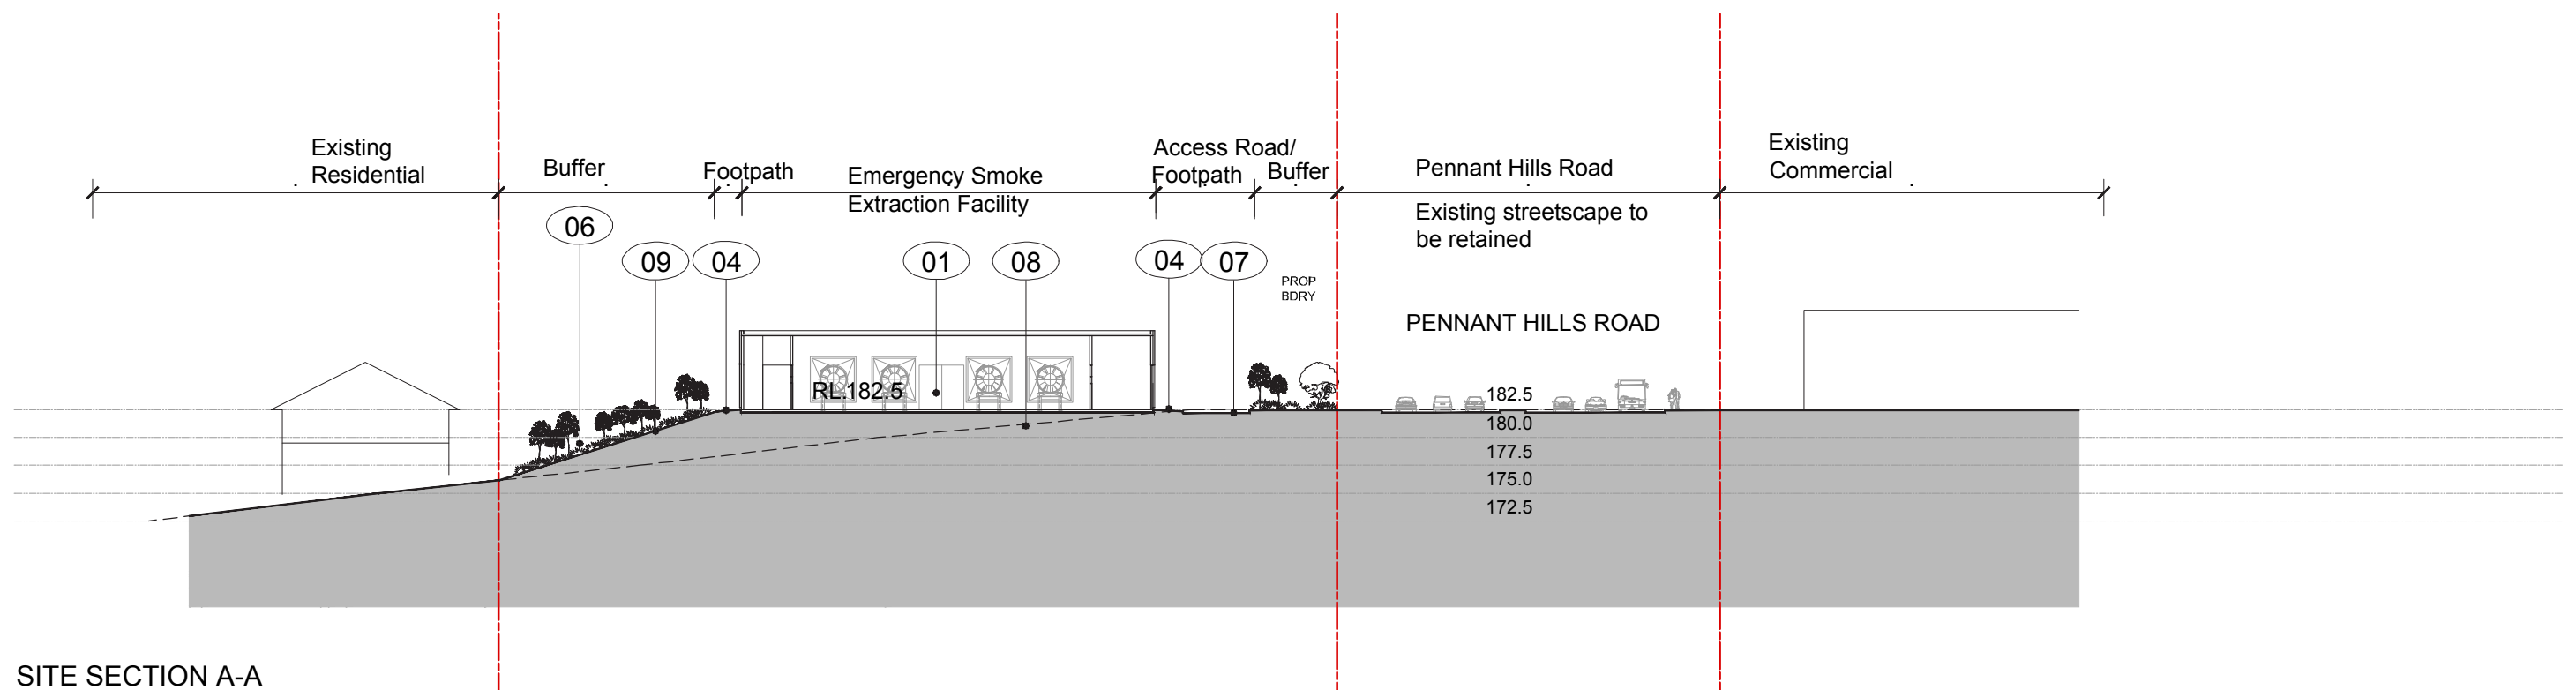 Existing
Residential
Buffer
Footpath
Emergency Smoke
Extraction Facility
Access Road/
Footpath
Buffer
Pennant Hills Road
Existing streetscape to
be retained
Existing
Commercial
06
09
04
01
08
04
07
PROP
BDRY
PENNANT HILLS ROAD
RL.182.5
182.5
180.0
177.5
175.0
172.5
SITE SECTION A-A